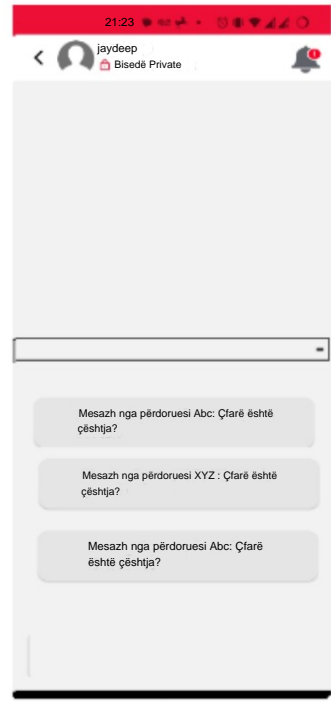 21:23
jaydeep
Bisedë Private
Mesazh nga përdoruesi Abc: Çfarë është
çështja?
Mesazh nga përdoruesi XYZ : Çfarë është
çështja?
Mesazh nga përdoruesi Abc: Çfarë
është çështja?